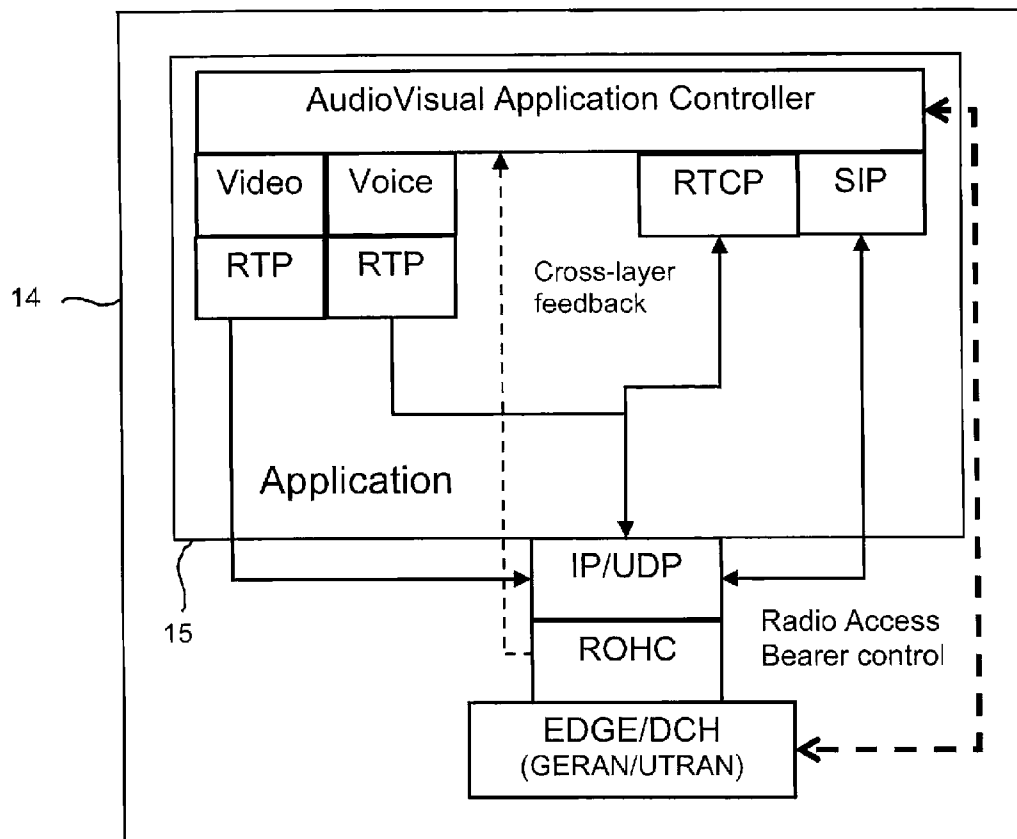 AudioVisual Application Controller
Video
Voice
RTCP
SIP
RTP
RTP
Cross-layer
feedback
14
Application
15
IP/UDP
ROHC
Radio Access
Bearer control
EDGE/DCH
(GERAN/UTRAN)